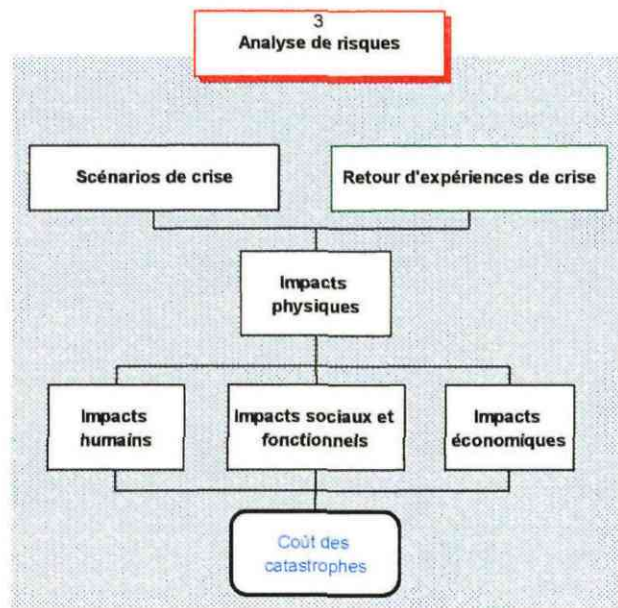 3
Analyse de risques
Scénarios de crise
Retour d'expériences de crise
Impacts
physiques
Impacts
humains
Impacts sociaux et
fonctionnels
Impacts
économiques
Coût des
catastrophes